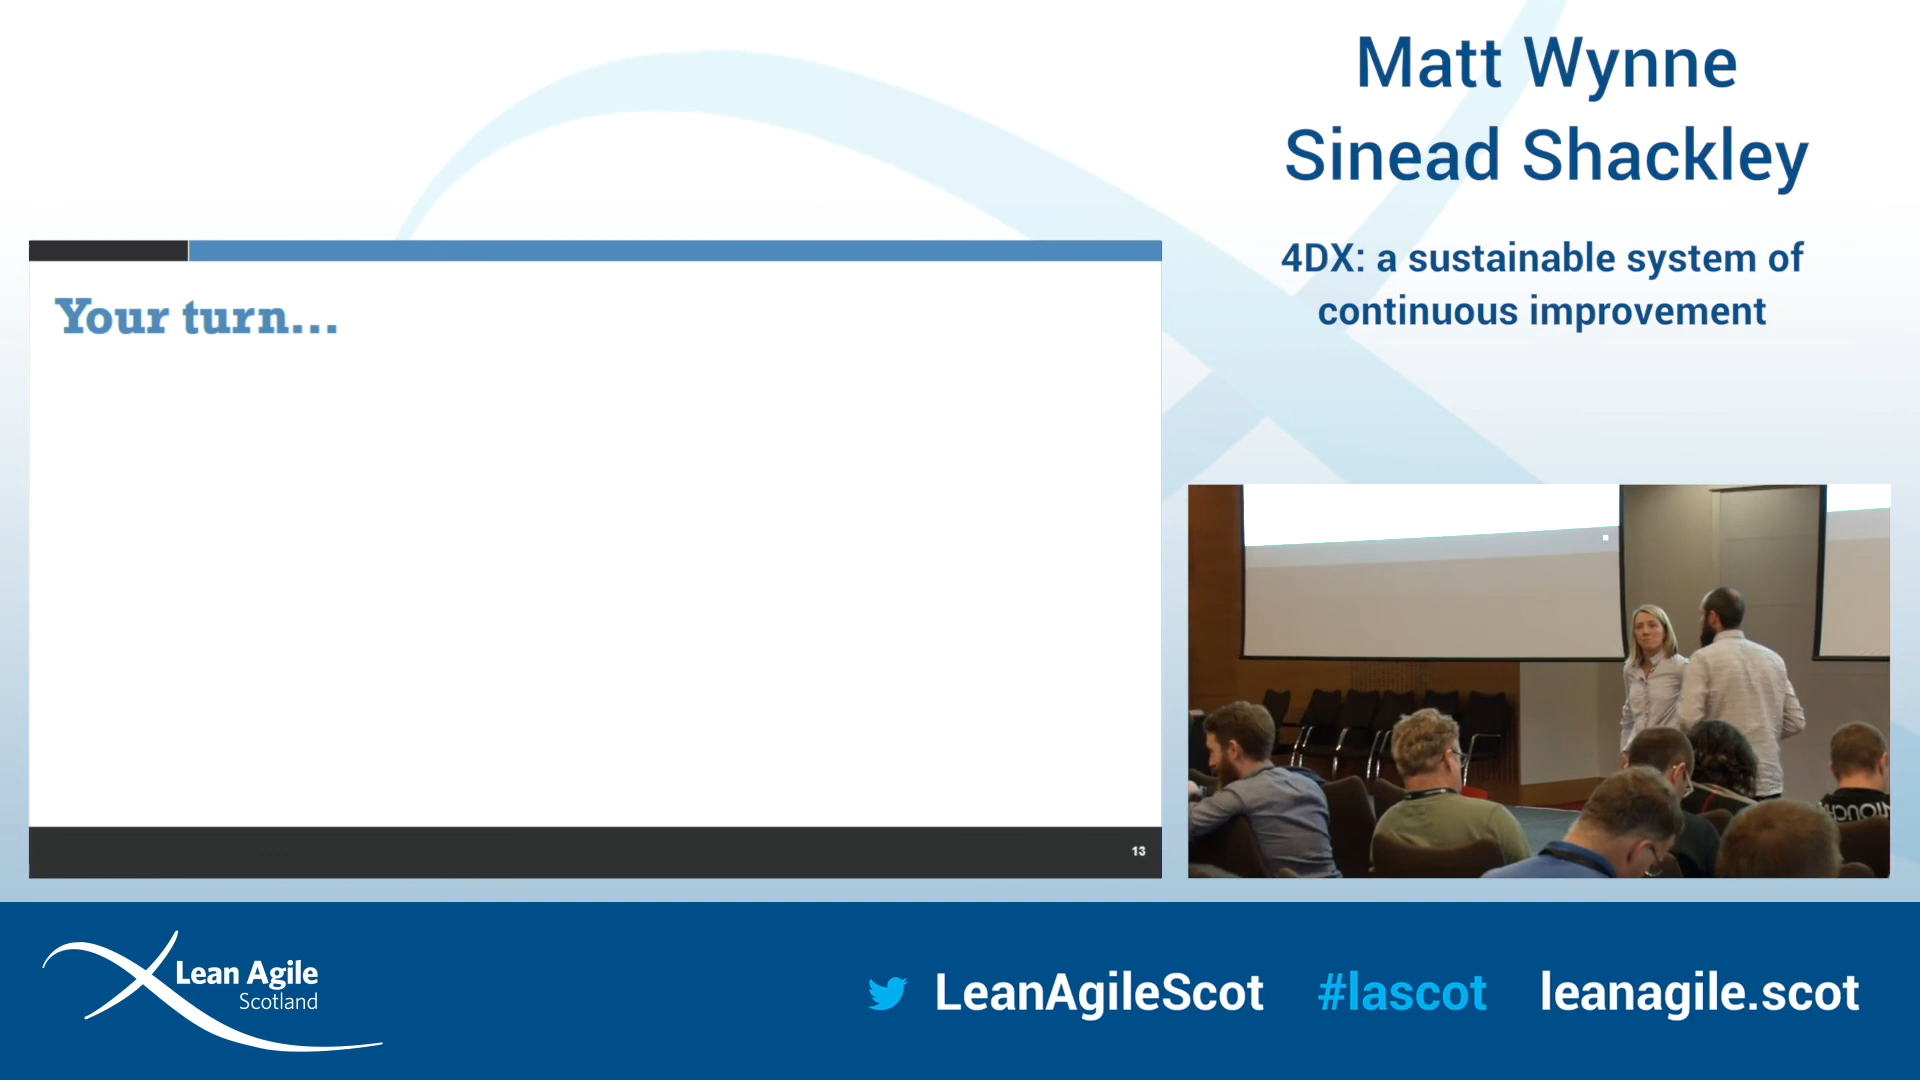 Matt Wynne
Sinead Shackley
4DX: a sustainable system of
continuous improvement
Your turn...
13
Lean Agile
Scotland
LeanAgileScot #lascot leanagile.scot